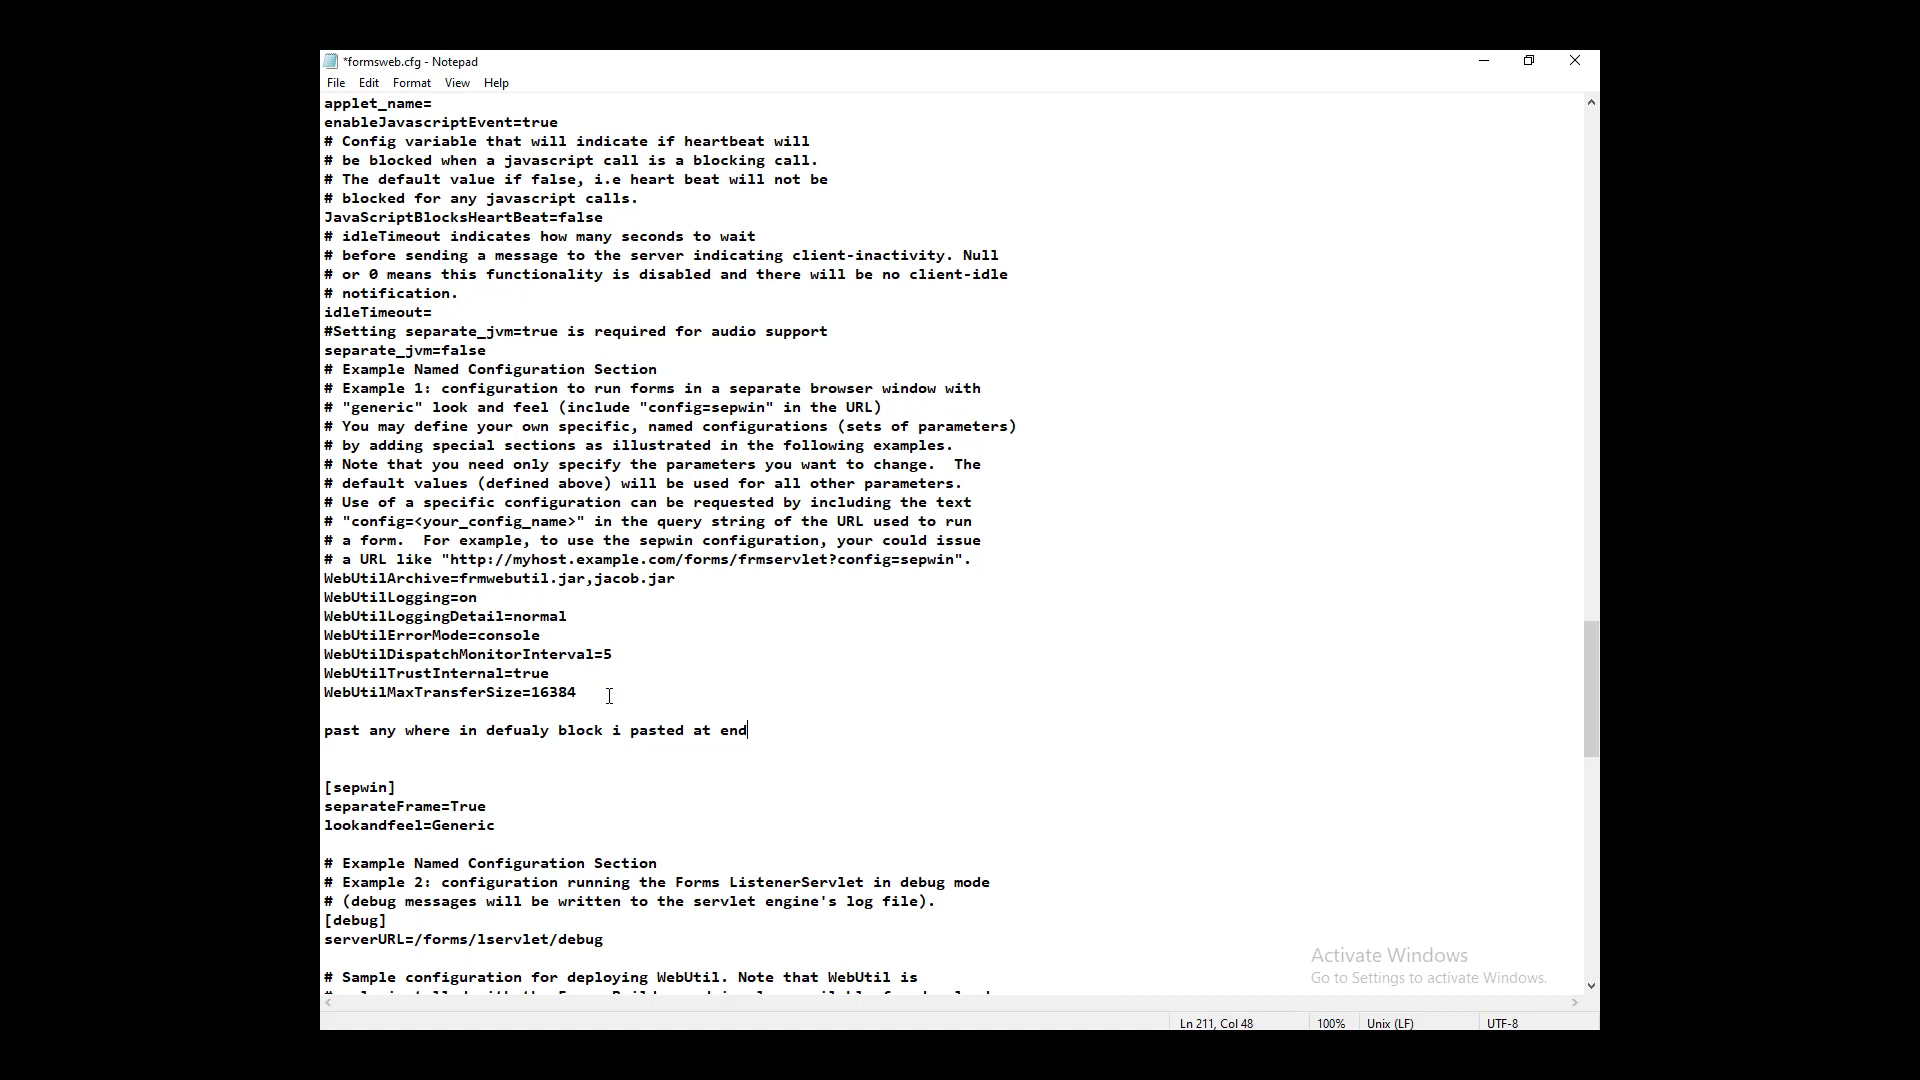 *formsweb.cfg - Notepad
File Edit Format View Help
applet_name=
enableJavascriptEvent=true
# Config variable that will indicate if heartbeat will
# be blocked when a javascript call is a blocking call.
# The default value if false, i.e heart beat will not be
# blocked for any javascript calls.
JavaScriptBlocksHeartBeat=false
# idleTimeout indicates how many seconds to wait
# before sending a message to the server indicating client-inactivity. Null
# or 0 means this functionality is disabled and there will be no client-idle
# notification.
idleTimeout=
#Setting separate_jvm=true is required for audio support
separate_jvm=false
# Example Named Configuration Section
# Example 1: configuration to run forms in a separate browser window with
# "generic" look and feel (include "config=sepwin" in the URL)
# You may define your own specific, named configurations (sets of parameters)
# by adding special sections as illustrated in the following examples.
# Note that you need only specify the parameters you want to change.  The
# default values (defined above) will be used for all other parameters.
# Use of a specific configuration can be requested by including the text
# "config=<your_config_name>" in the query string of the URL used to run
# a form.  For example, to use the sepwin configuration, your could issue
# a URL like "http://myhost.example.com/forms/frmservlet?config=sepwin".
WebUtilArchive=frmwebutil.jar,jacob.jar
WebUtilLogging=on
WebUtilLoggingDetail=normal
WebUtilErrorMode=console
WebUtilDispatchMonitorInterval=5
WebUtilTrustInternal=true
WebUtilMaxTransferSize=16384
past any where in defualy block i pasted at end
[sepwin]
separateFrame=True
lookandfeel=Generic
# Example Named Configuration Section
# Example 2: configuration running the Forms ListenerServlet in debug mode
# (debug messages will be written to the servlet engine's log file).
[debug]
serverURL=/forms/lservlet/debug
# Sample configuration for deploying WebUtil. Note that WebUtil is
Activate Windows
Go to Settings to activate Windows.
Ln 211, Col 48 100% Unix (LF) UTF-8